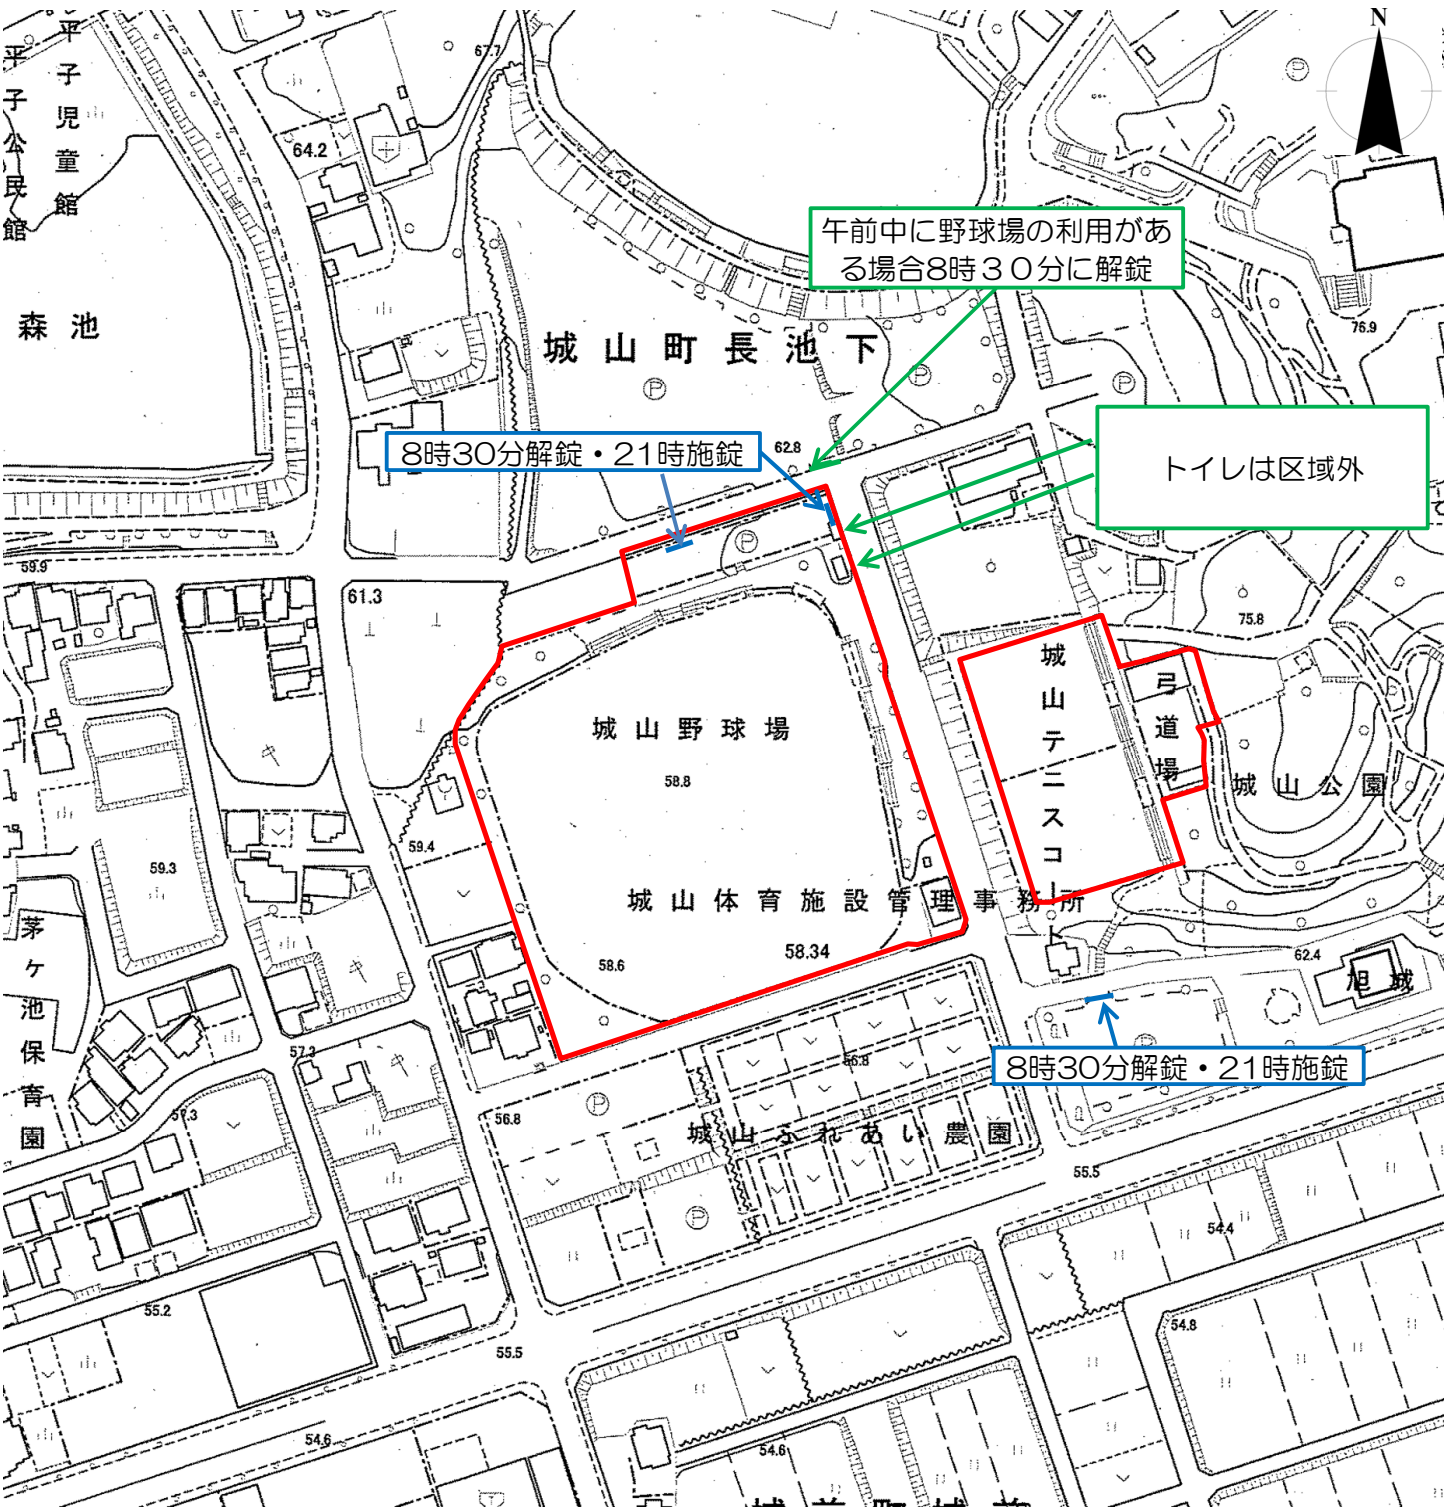 N
平子児童館
平子公民館
67.7
64.2
午前中に野球場の利用があ
る場合8時30分に解錠
森池
城山町長池下
76.9
P
P
P
P
8時30分解錠・21時施錠
62.8
トイレは区域外
P
59.9
61.3
75.8
城山テニスコート
弓道場
城山野球場
58.8
城山公園
59.4
59.3
城山体育施設管理事務所
58.34
58.6
62.4
旭城
茅ヶ池保育園
57.3
8時30分解錠・21時施錠
56.8
57.3
56.8
P
城山ふれあい農園
55.5
P
54.4
55.2
54.8
55.5
54.6
54.6